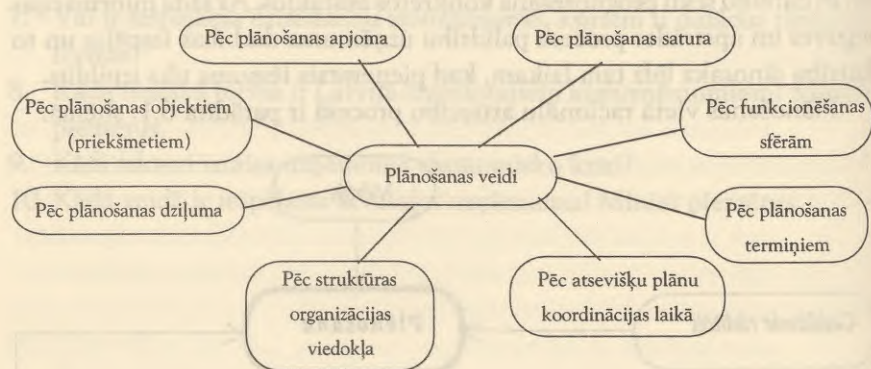 Pēc plānošanas apjoma
Pēc plānošanas satura
Pēc plānošanas objektiem
(priekšmetiem)
Pēc funkcionēšanas
sfērām
Plānošanas veidi
Pēc plānošanas dziļuma
Pēc plānošanas
termiņiem
Pēc struktūras
organizācijas
viedokļa
Pēc atsevišķu plānu
koordinācijas laikā